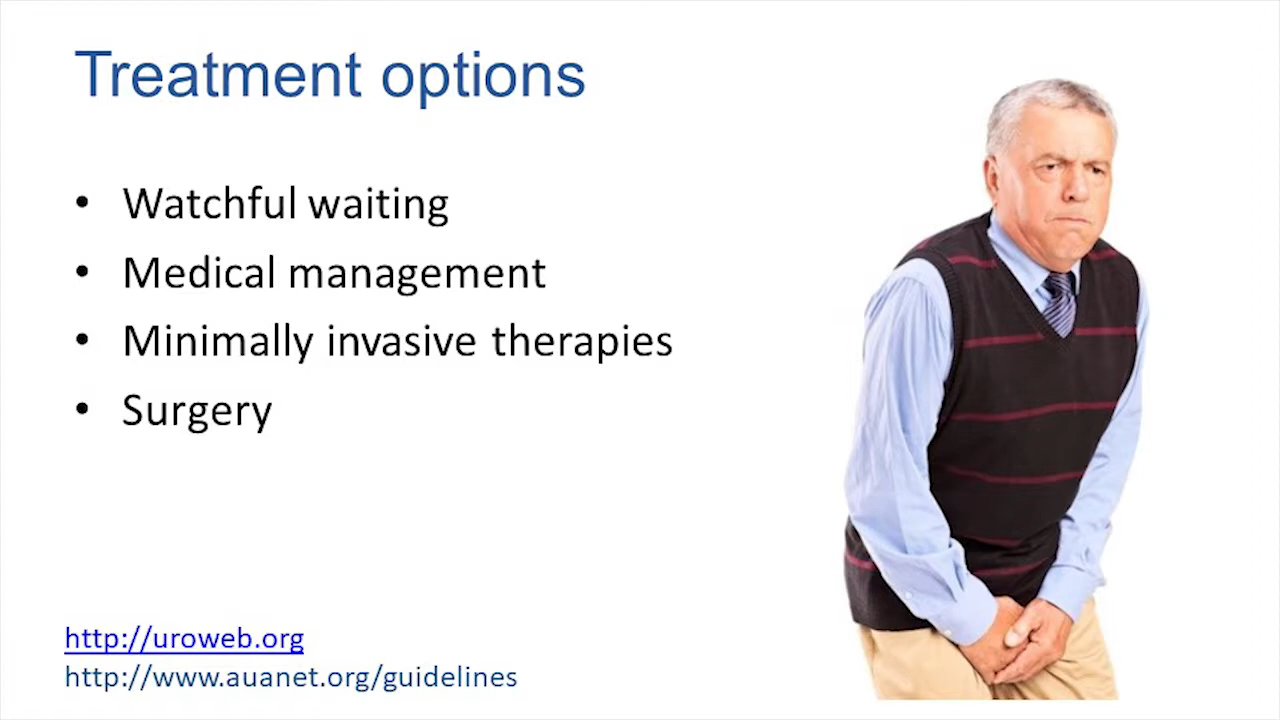 Treatment options
• Watchful waiting
• Medical management
• Minimally invasive therapies
• Surgery
http://uroweb.org
http://www.auanet.org/guidelines